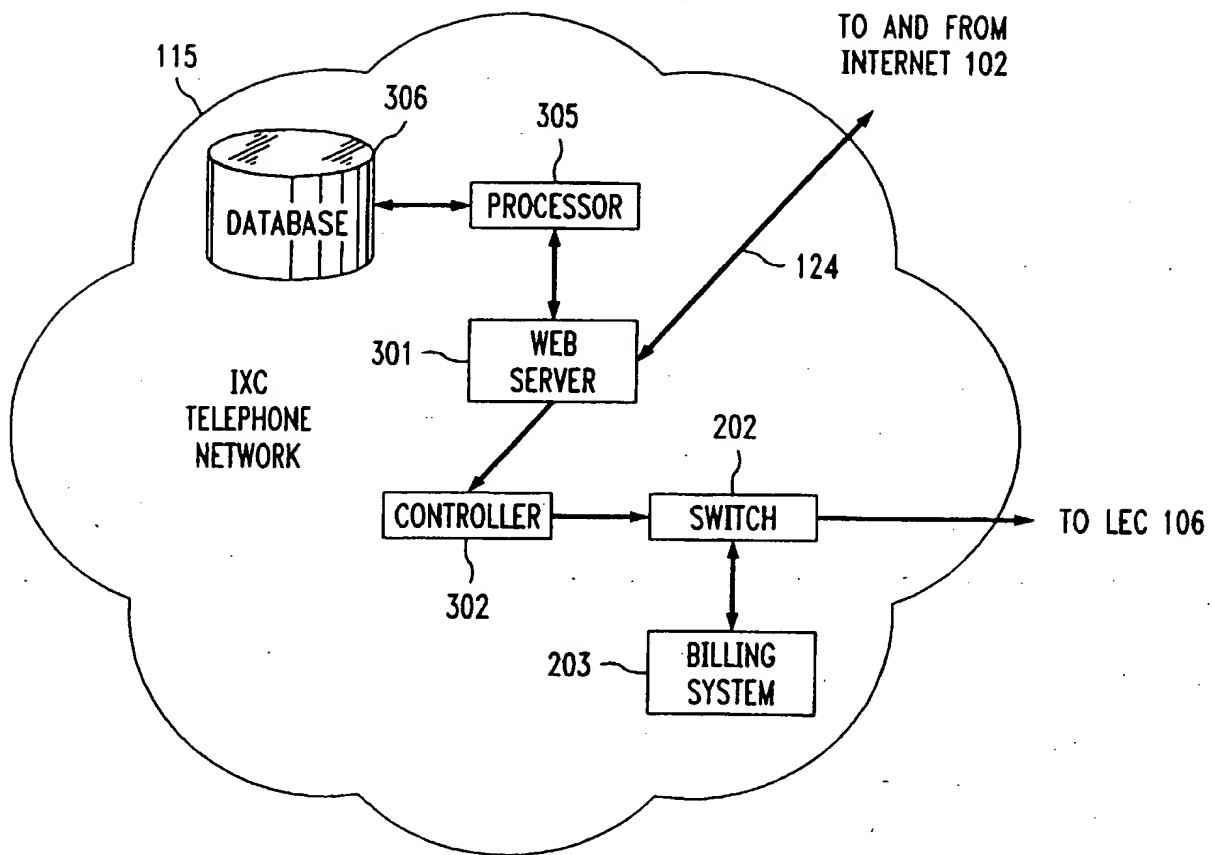 TO AND FROM
INTERNET 102
115
306
305
DATABASE
PROCESSOR
124
301
WEB
SERVER
IXC
TELEPHONE
NETWORK
202
CONTROLLER
SWITCH
TO LEC 106
302
203
BILLING
SYSTEM